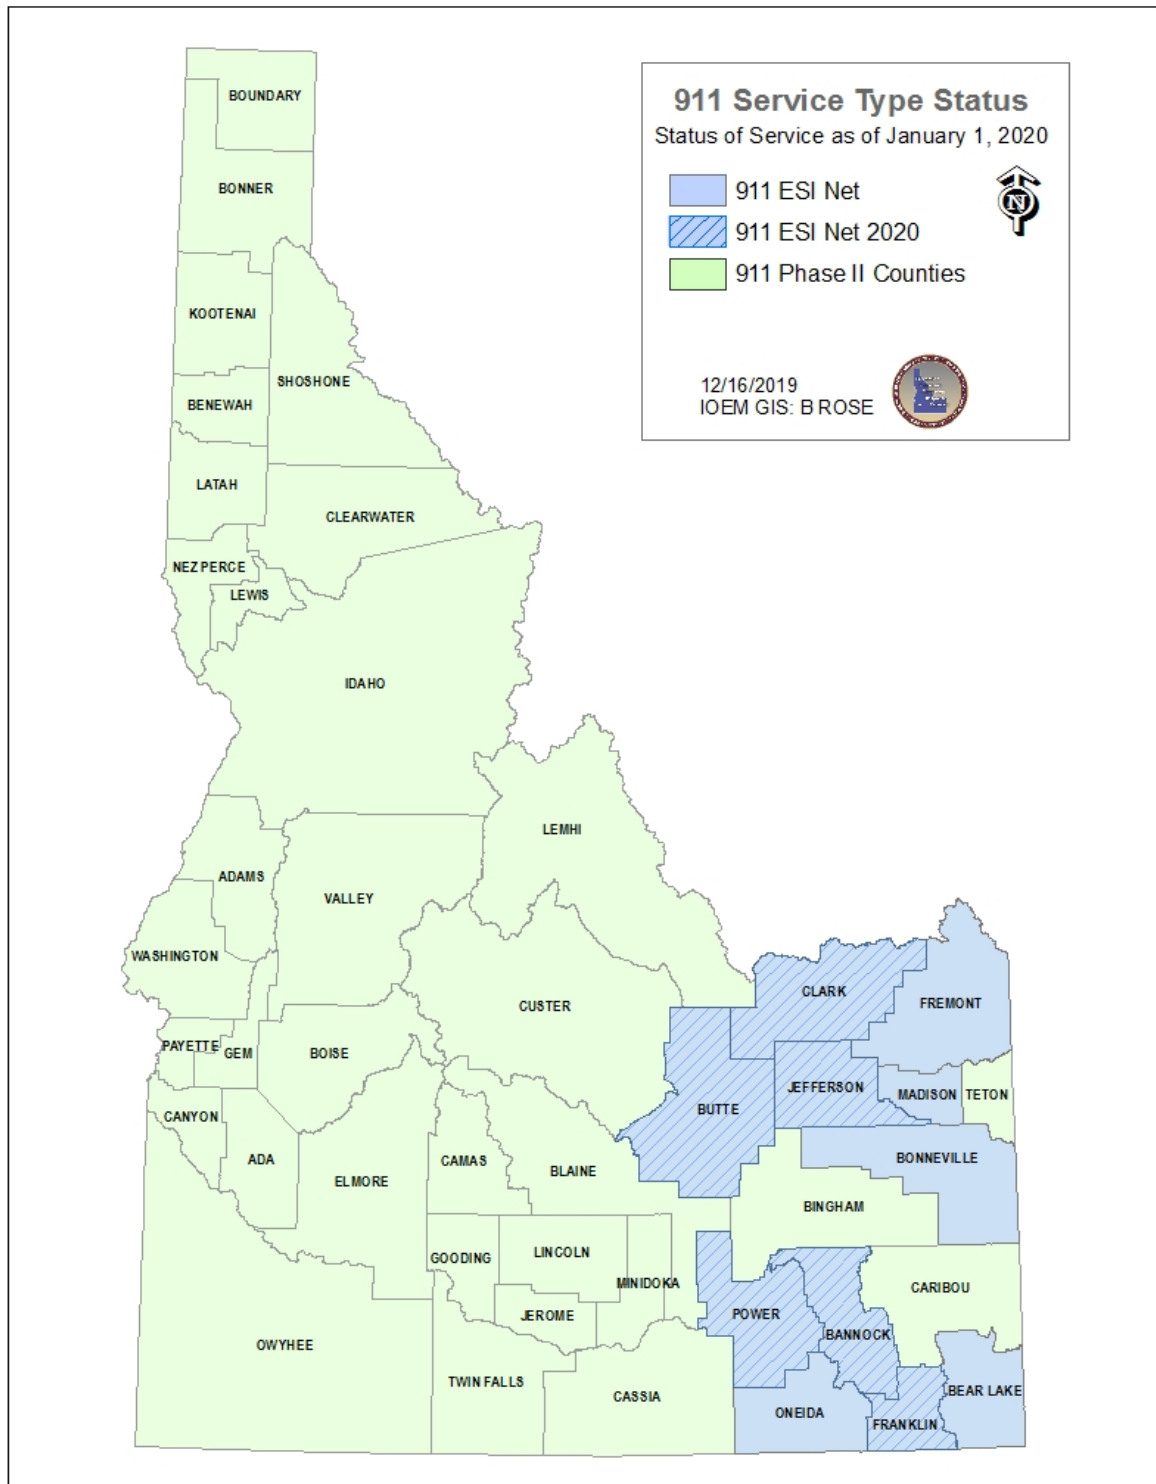 911 Service Type Status
Status of Service as of January 1, 2020
911 ESI Net
911 ESI Net 2020
911 Phase II Counties
N
12/16/2019
IOEM GIS: B ROSE
BOUNDARY
BONNER
KOOTENAI
SHOSHONE
BENEWAH
LATAH
CLEARWATER
NEZ PERCE
LEWIS
IDAHO
LEMHI
ADAMS
VALLEY
WASHINGTON
CUSTER
CLARK
FREMONT
PAYETTE
GEM
BOISE
JEFFERSON
MADISON
TETON
BUTTE
CANYON
ADA
CAMAS
BLAINE
BONNEVILLE
ELMORE
BINGHAM
GOODING
LINCOLN
MINIDOKA
CARIBOU
JEROME
POWER
BANNOCK
OWYHEE
TWIN FALLS
CASSIA
BEAR LAKE
ONEIDA
FRANKLIN